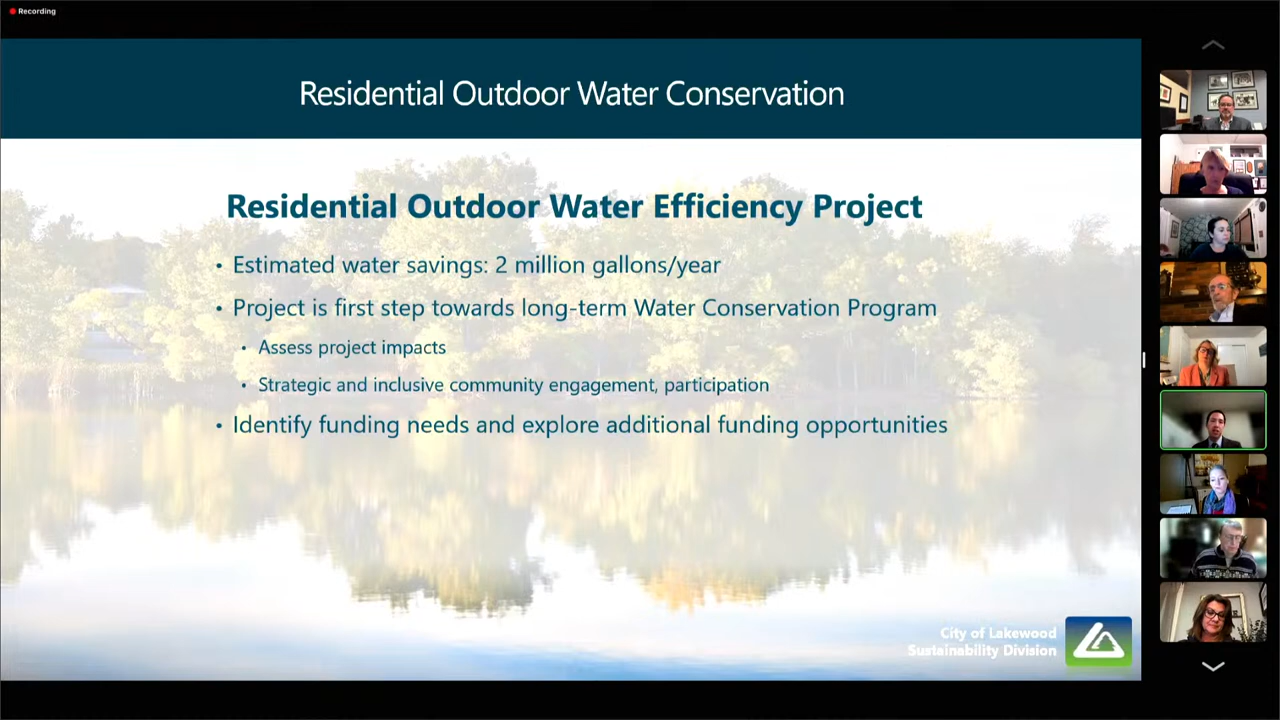 Recording
Residential Outdoor Water Conservation
Residential Outdoor Water Efficiency Project
• Estimated water savings: 2 million gallons/year
• Project is first step towards long-term Water Conservation Program
• Assess project impacts
• Strategic and inclusive community engagement, participation
• Identify funding needs and explore additional funding opportunities
City of Lakewood
Sustainability Division